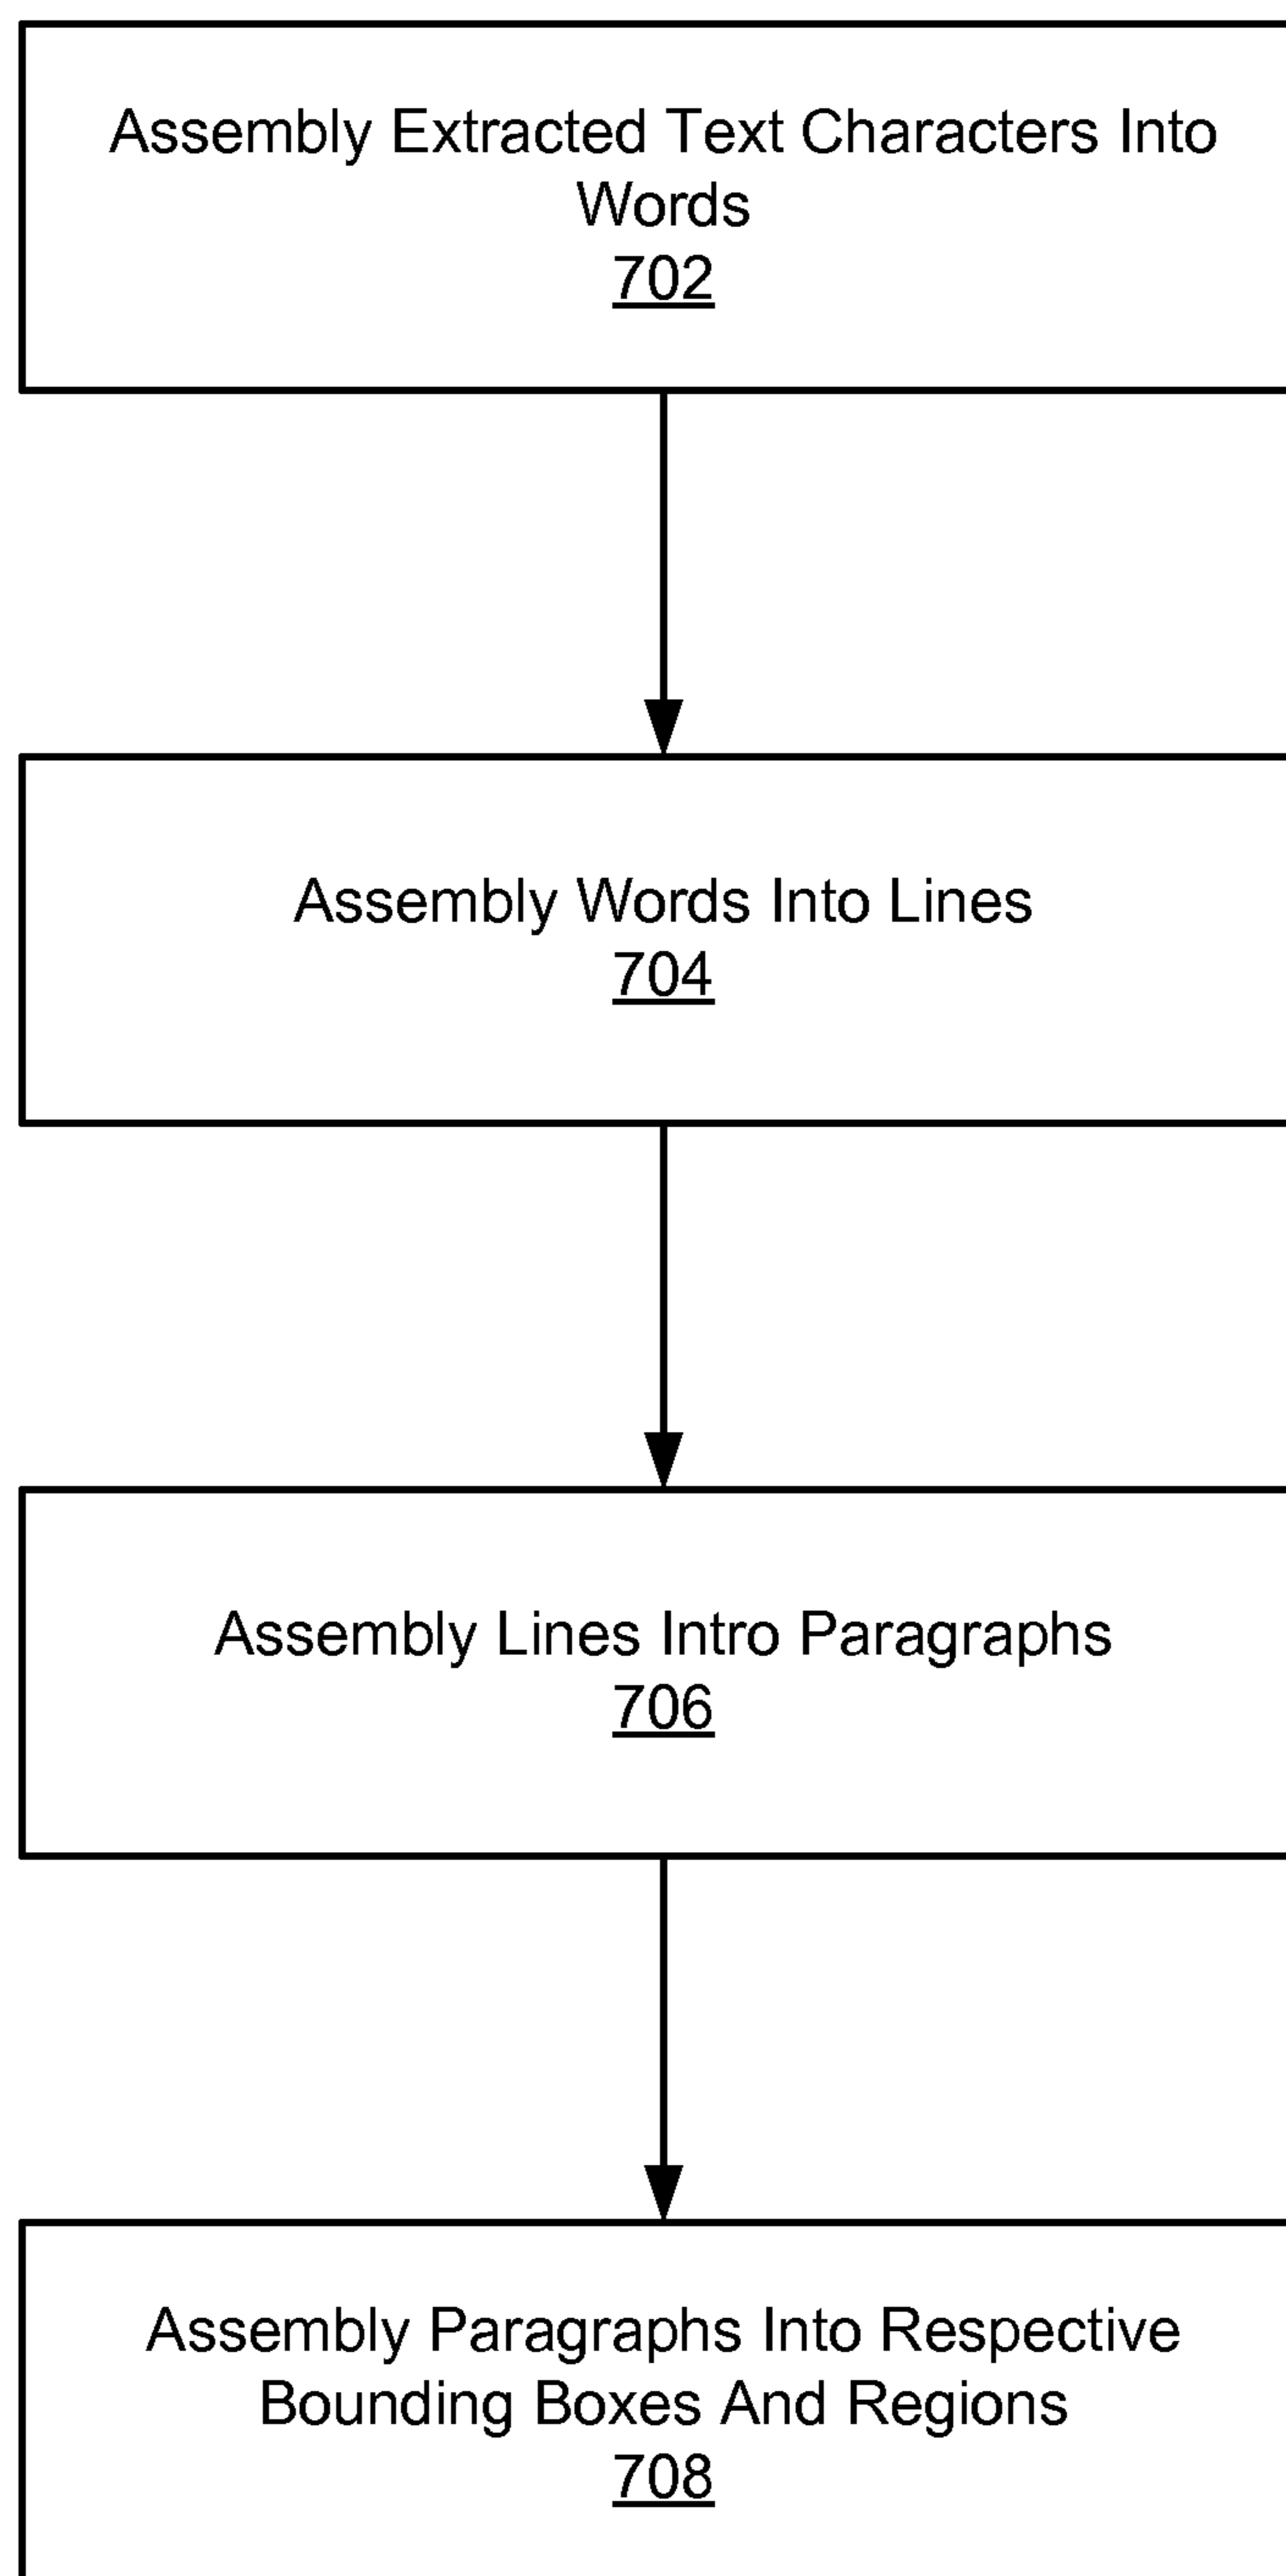 Assembly Extracted Text Characters Into
Words
702
Assembly Words Into Lines
704
Assembly Lines Intro Paragraphs
706
Assembly Paragraphs Into Respective
Bounding Boxes And Regions
708